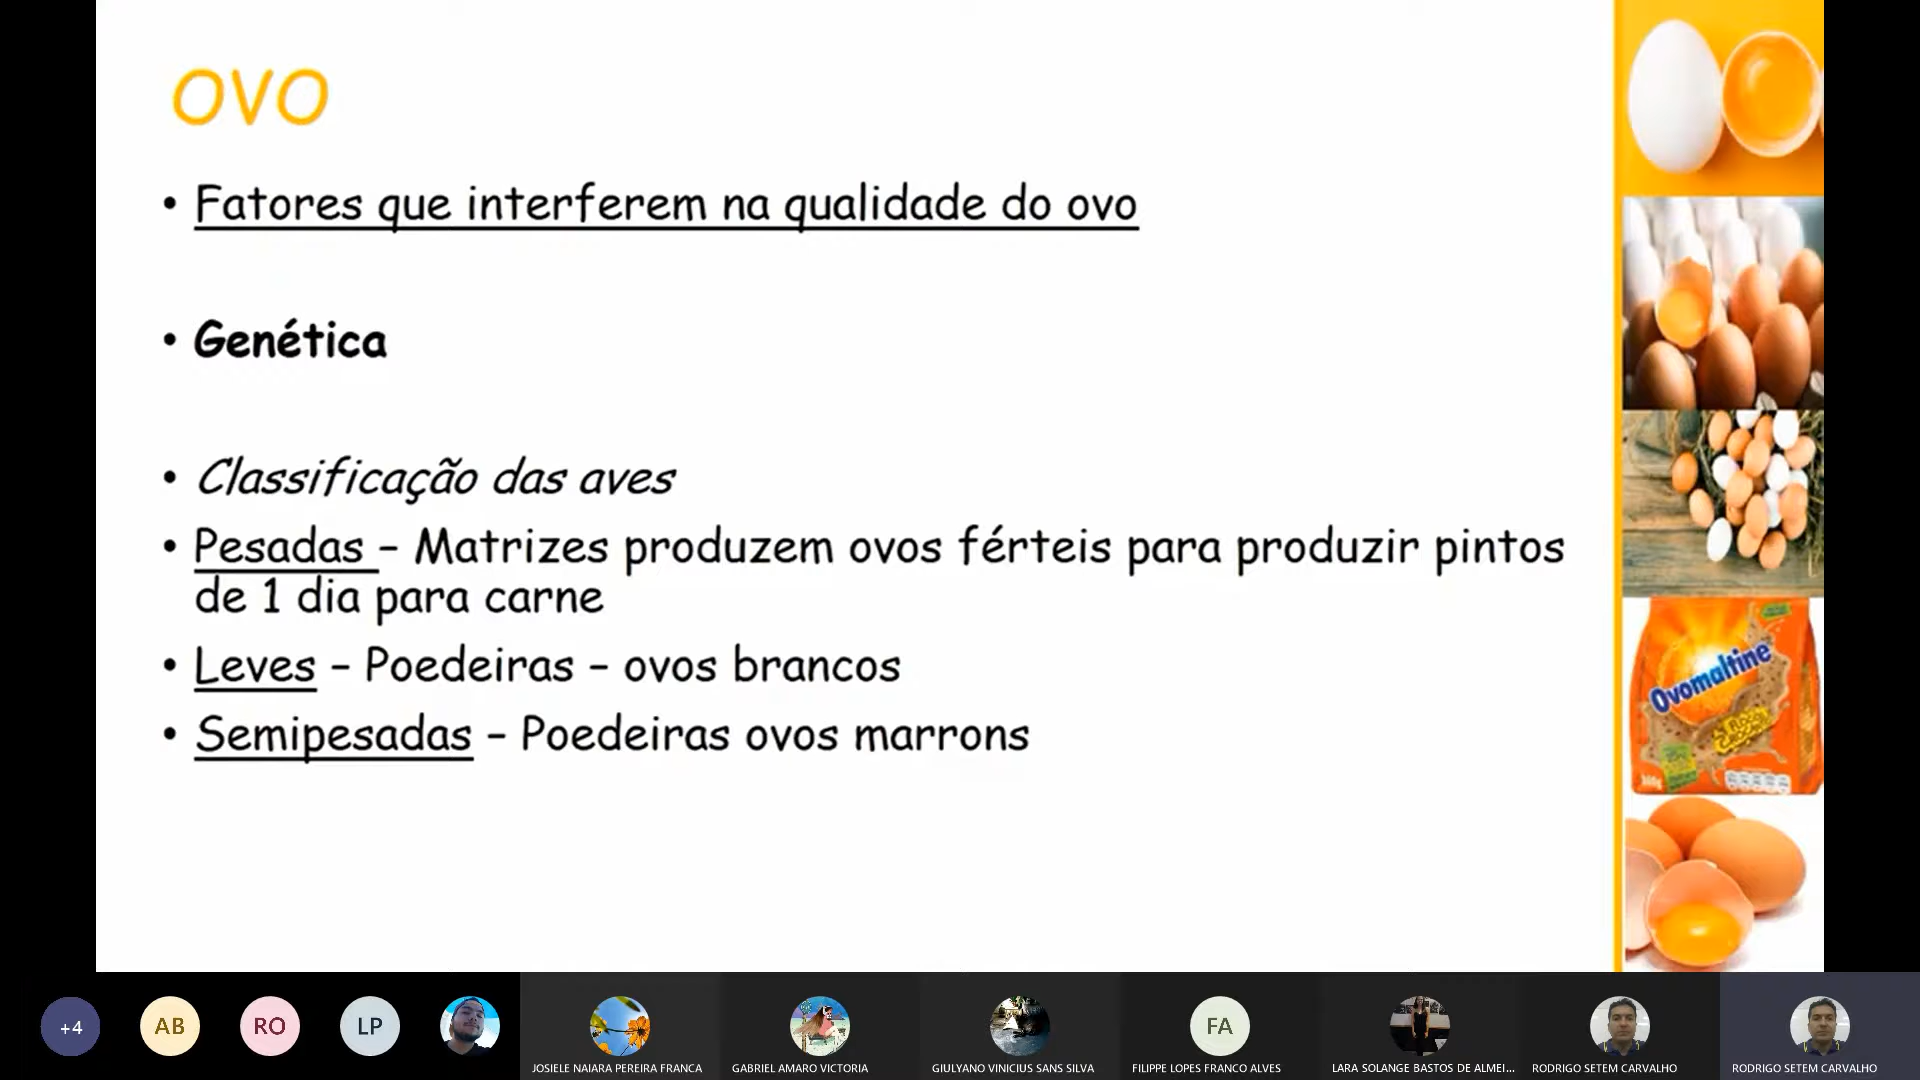 OVO
• Fatores que interferem na qualidade do ovo
• Genética
• Classificação das aves
• Pesadas – Matrizes produzem ovos férteis para produzir pintos
de 1 dia para carne
• Leves – Poedeiras – ovos brancos
• Semipesadas – Poedeiras ovos marrons
Ovomaltine
+4
AB
RO
LP
FA
JOSIELE NAIARA PEREIRA FRANCA
GABRIEL AMARO VICTORIA
GIULYANO VINICIUS SANS SILVA
FILIPPE LOPES FRANCO ALVES
LARA SOLANGE BASTOS DE ALMEI...
RODRIGO SETEM CARVALHO
RODRIGO SETEM CARVALHO